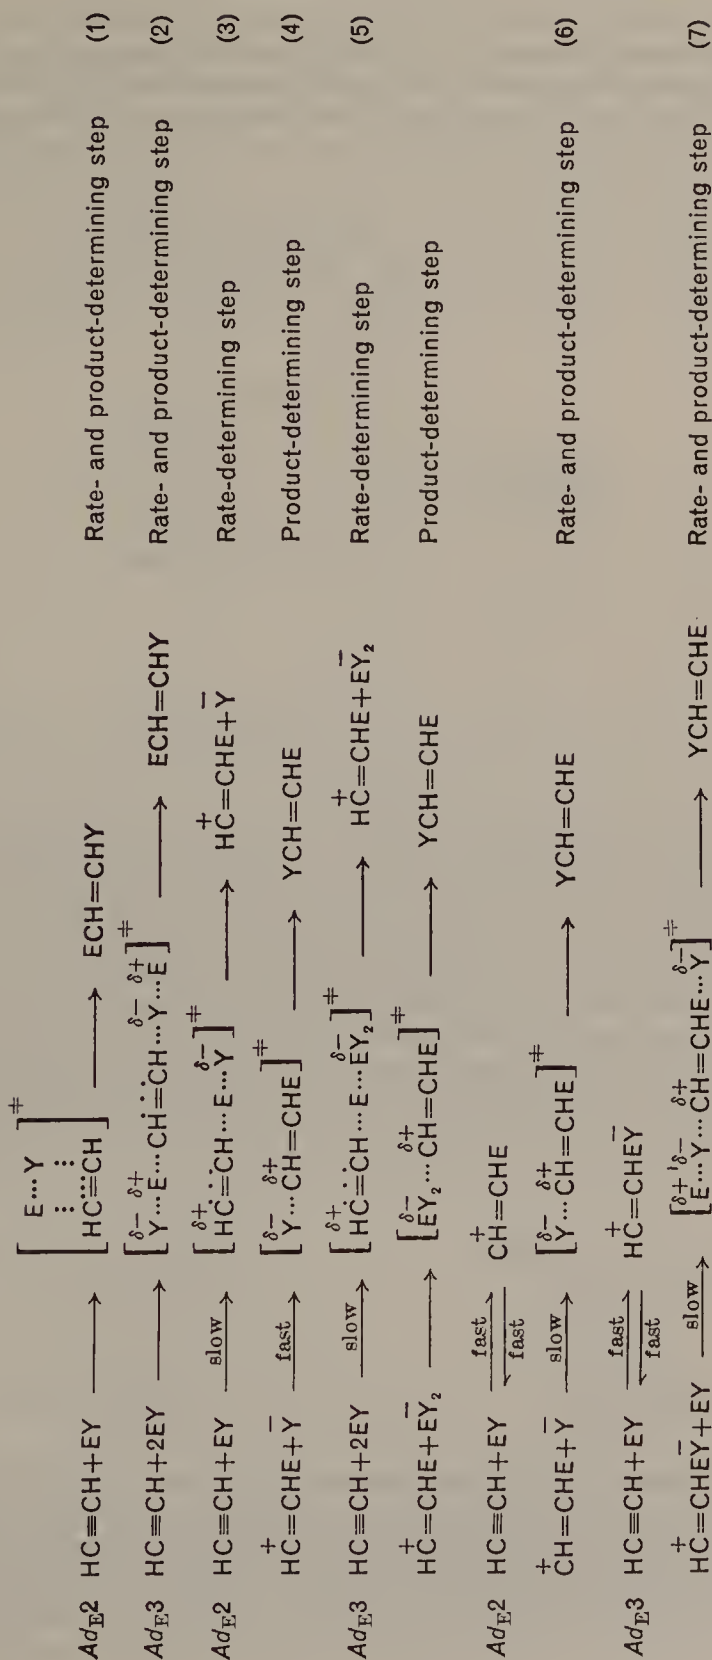 Ad_E2 HC≡CH+EY ⟶ [E···Y ⋮ ⋮ HC≡CH]‡ ⟶ ECH=CHY Rate- and product-determining step (1)
Ad_E3 HC≡CH+2EY ⟶ [δ− δ+ Y···E···CH=CH···Y···E δ− δ+]‡ ⟶ ECH=CHY Rate- and product-determining step (2)
Ad_E2 HC≡CH+EY slow⟶ [δ+ HC=CH···E···Y δ−]‡ ⟶ HC⁺=CHE+Y⁻ Rate-determining step (3)
HC⁺=CHE+Y⁻ fast⟶ [δ− δ+ Y···CH=CHE]‡ ⟶ YCH=CHE Product-determining step (4)
Ad_E3 HC≡CH+2EY slow⟶ [δ+ HC=CH···E···EY₂ δ−]‡ ⟶ HC⁺=CHE+EY₂⁻ Rate-determining step (5)
HC⁺=CHE+EY₂⁻ ⟶ [δ− δ+ EY₂···CH=CHE]‡ ⟶ YCH=CHE Product-determining step
Ad_E2 HC≡CH+EY fast⇌fast CH⁺=CHE
CH⁺=CHE+Y⁻ slow⟶ [δ− δ+ Y···CH=CHE]‡ ⟶ YCH=CHE Rate- and product-determining step (6)
Ad_E3 HC≡CH+EY fast⇌fast HC⁺=CHEY⁻
HC⁺=CHEY⁻+EY slow⟶ [δ+ δ− δ+ E···Y···CH=CHE···Y δ−]‡ ⟶ YCH=CHE Rate- and product-determining step (7)